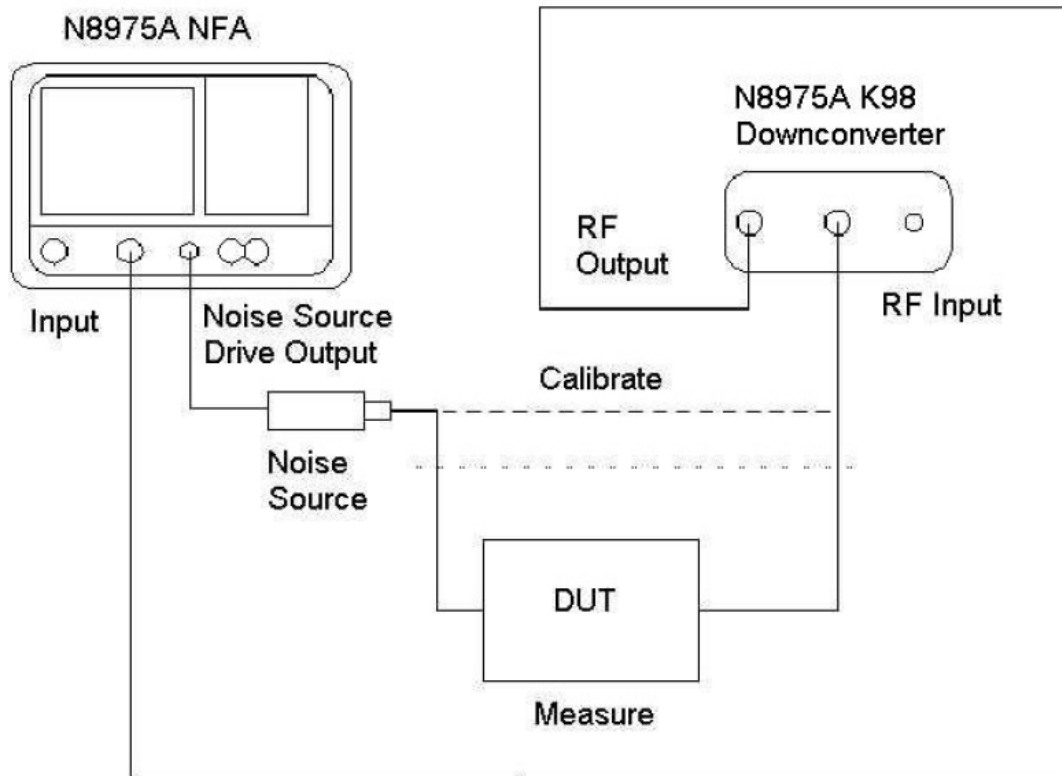 N8975A NFA
N8975A K98
Downconverter
RF
Output
RF Input
Input
Noise Source
Drive Output
Calibrate
Noise
Source
DUT
Measure